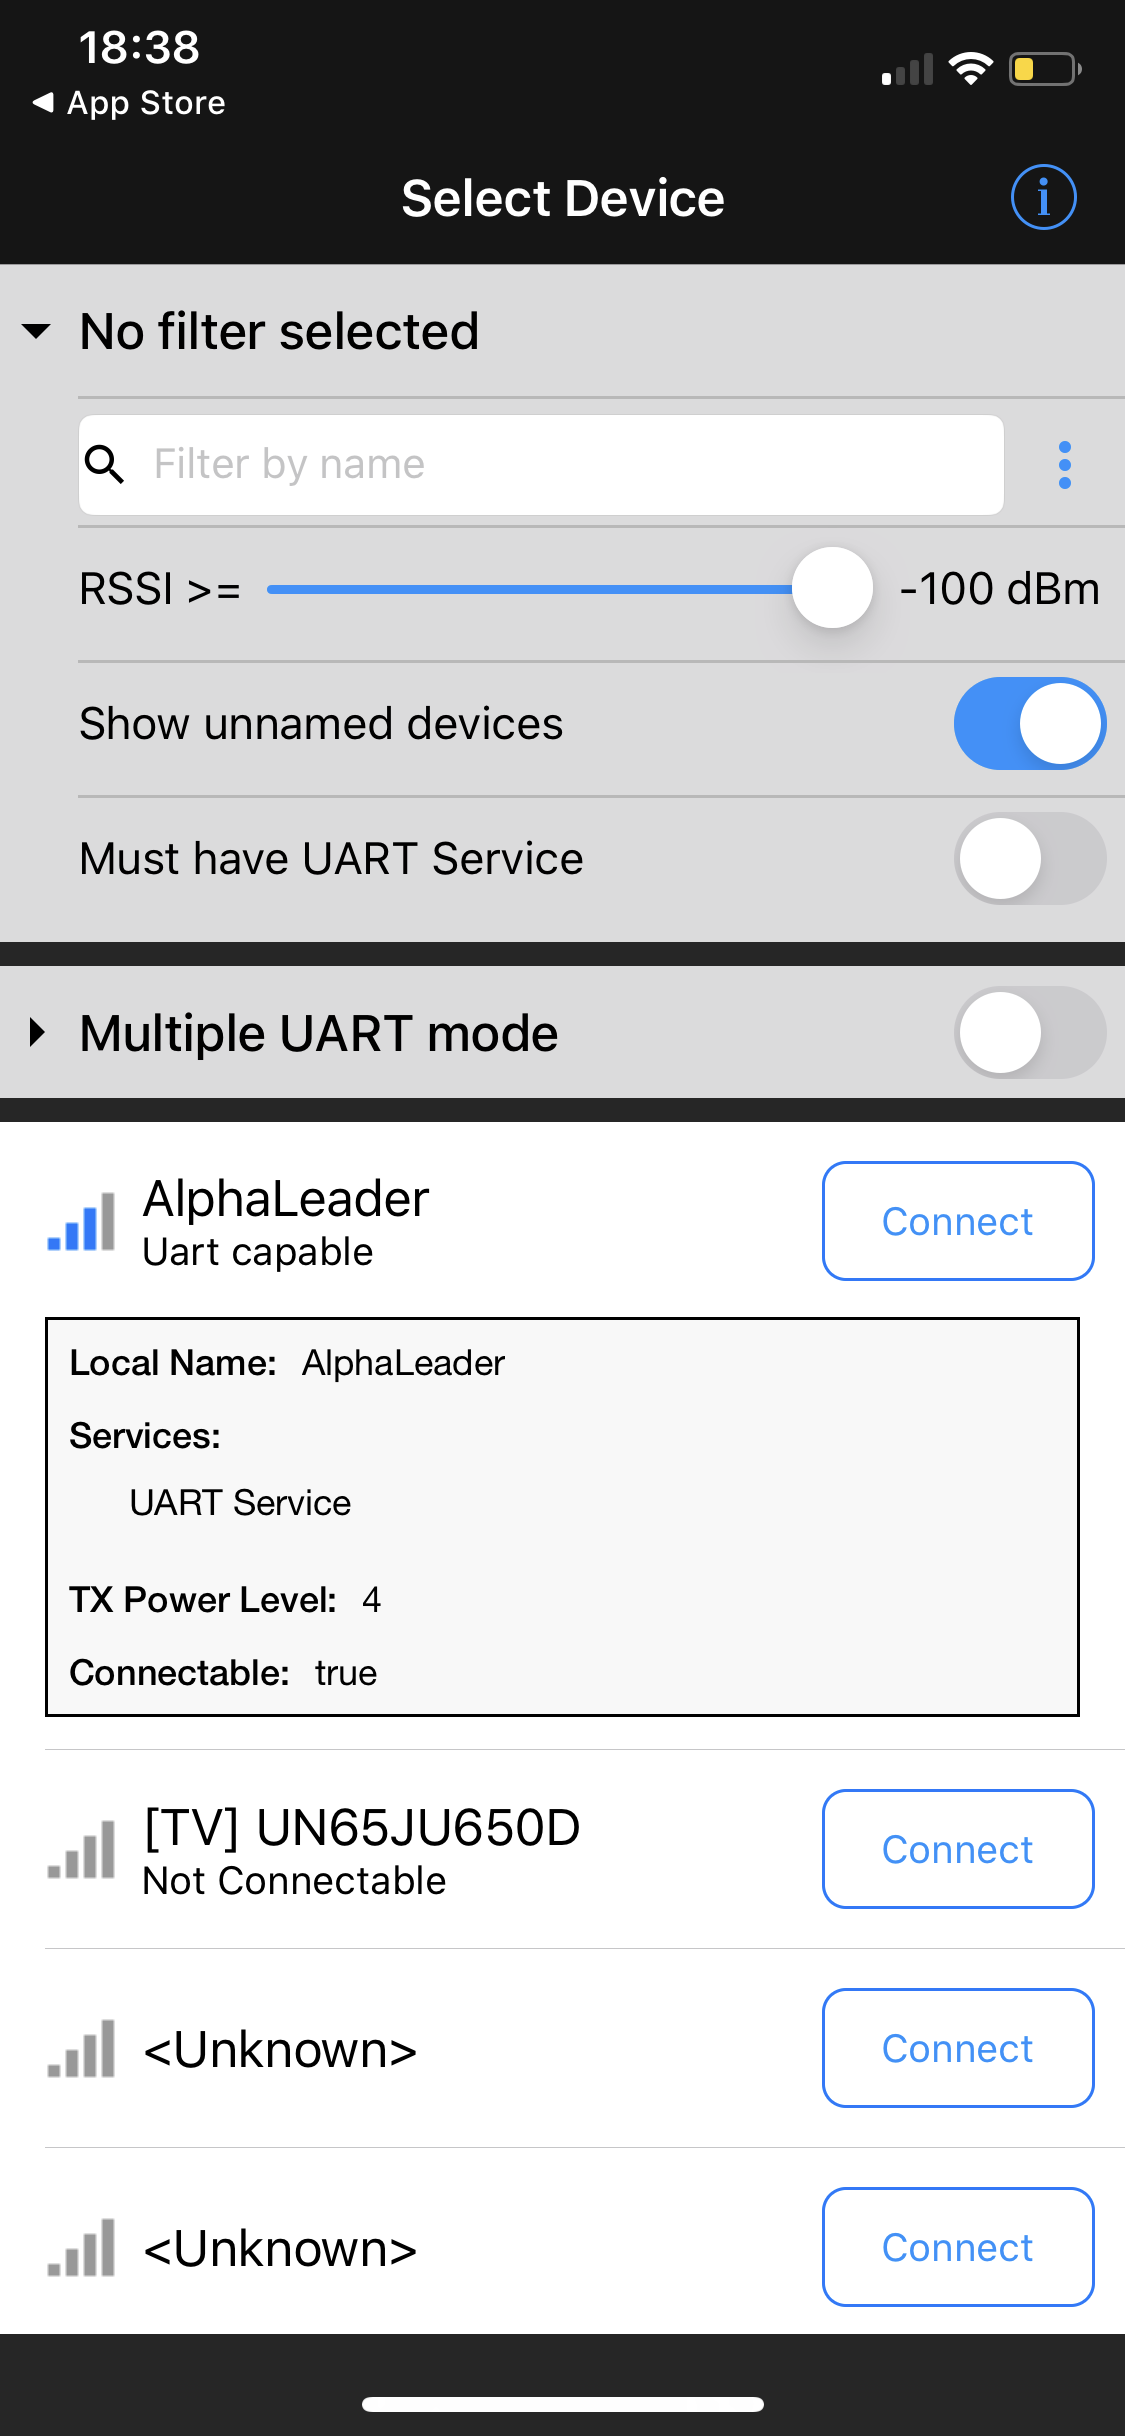 18:38
◀ App Store
Select Device
i
No filter selected
Filter by name
RSSI >= -100 dBm
Show unnamed devices
Must have UART Service
Multiple UART mode
AlphaLeader
Uart capable
Connect
Local Name: AlphaLeader
Services:
UART Service
TX Power Level: 4
Connectable: true
[TV] UN65JU650D
Not Connectable
Connect
<Unknown>
Connect
<Unknown>
Connect